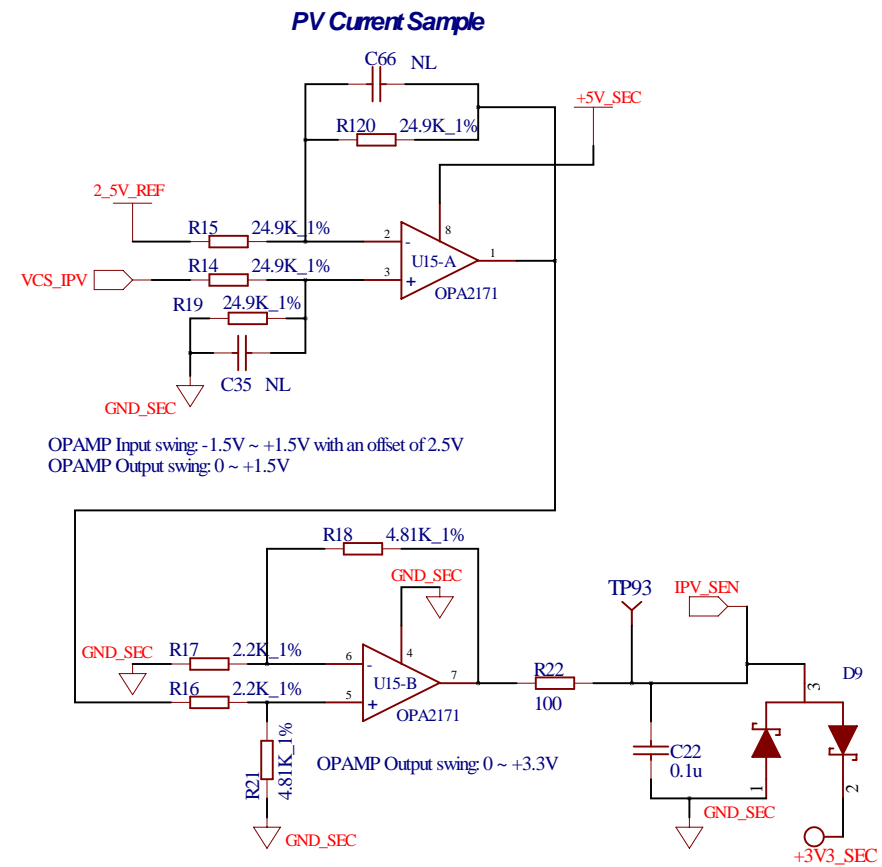 PV Current Sample
C66 NL
+5V_SEC
R120 24.9K_1%
2_5V_REF
R15 24.9K_1%
2
8
1
U15-A
VCS_IPV
R14 24.9K_1%
3
OPA2171
R19 24.9K_1%
C35 NL
GND_SEC
OPAMP Input swing: -1.5V ~ +1.5V with an offset of 2.5V
OPAMP Output swing: 0 ~ +1.5V
R18 4.81K_1%
GND_SEC
TP93
IPV_SEN
GND_SEC
R17 2.2K_1%
6
4
7
U15-B
R16 2.2K_1%
5
OPA2171
R22
100
D9
3
R21
4.81K_1%
OPAMP Output swing: 0 ~ +3.3V
C22
0.1u
1
2
GND_SEC
GND_SEC
+3V3_SEC